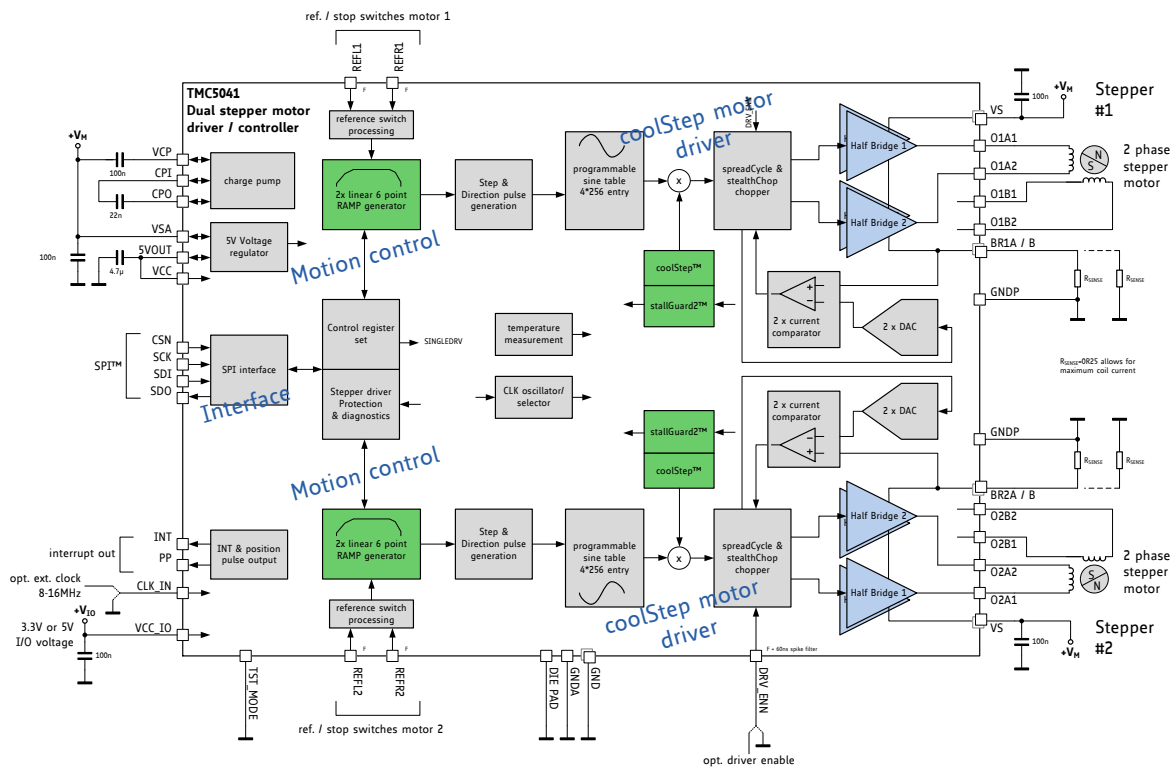 ref. / stop switches motor 1
REFL1
REFR1
F
F
TMC5041
Dual stepper motor
driver / controller
reference switch
processing
coolStep motor
driver
DRV_ENN
+VM
100n
VS
Stepper
#1
+VM
VCP
100n
CPI
CPO
22n
charge pump
2x linear 6 point
RAMP generator
Step &
Direction pulse
generation
programmable
sine table
4*256 entry
x
spreadCycle &
stealthChop
chopper
Half Bridge 1
Half Bridge 2
O1A1
O1A2
O1B1
O1B2
N
S
2 phase
stepper
motor
VSA
5VOUT
VCC
100n
4.7µ
5V Voltage
regulator
Motion control
coolStep™
stallGuard2™
BR1A / B
RSENSE
RSENSE
GNDP
2 x current
comparator
2 x DAC
SPI™
CSN
SCK
SDI
SDO
SPI interface
Interface
Control register
set
SINGLEDRV
Stepper driver
Protection
& diagnostics
temperature
measurement
CLK oscillator/
selector
RSENSE=0R25 allows for
maximum coil current
2 x current
comparator
2 x DAC
stallGuard2™
coolStep™
GNDP
RSENSE
RSENSE
BR2A / B
Motion control
interrupt out
INT
PP
INT & position
pulse output
opt. ext. clock
8-16MHz
CLK_IN
+VIO
3.3V or 5V
I/O voltage
VCC_IO
100n
2x linear 6 point
RAMP generator
Step &
Direction pulse
generation
programmable
sine table
4*256 entry
x
spreadCycle &
stealthChop
chopper
Half Bridge 2
Half Bridge 1
O2B2
O2B1
O2A2
O2A1
S
N
2 phase
stepper
motor
reference switch
processing
coolStep motor
driver
VS
100n
+VM
Stepper
#2
F
F
F = 60ns spike filter
TST_MODE
REFL2
REFR2
ref. / stop switches motor 2
DIE PAD
GNDA
GND
DRV_ENN
opt. driver enable